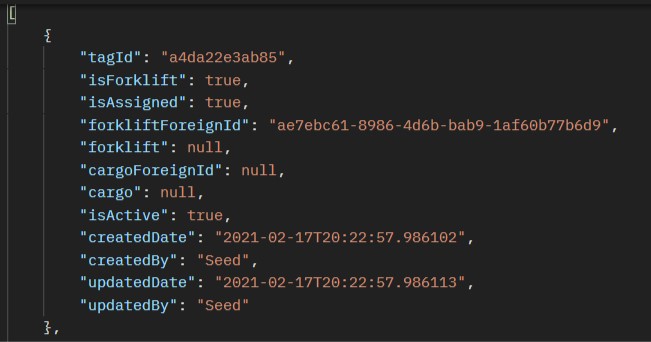 [
{
"tagId": "a4da22e3ab85",
"isForklift": true,
"isAssigned": true,
"forkliftForeignId": "ae7ebc61-8986-4d6b-bab9-1af60b77b6d9",
"forklift": null,
"cargoForeignId": null,
"cargo": null,
"isActive": true,
"createdDate": "2021-02-17T20:22:57.986102",
"createdBy": "Seed",
"updatedDate": "2021-02-17T20:22:57.986113",
"updatedBy": "Seed"
},